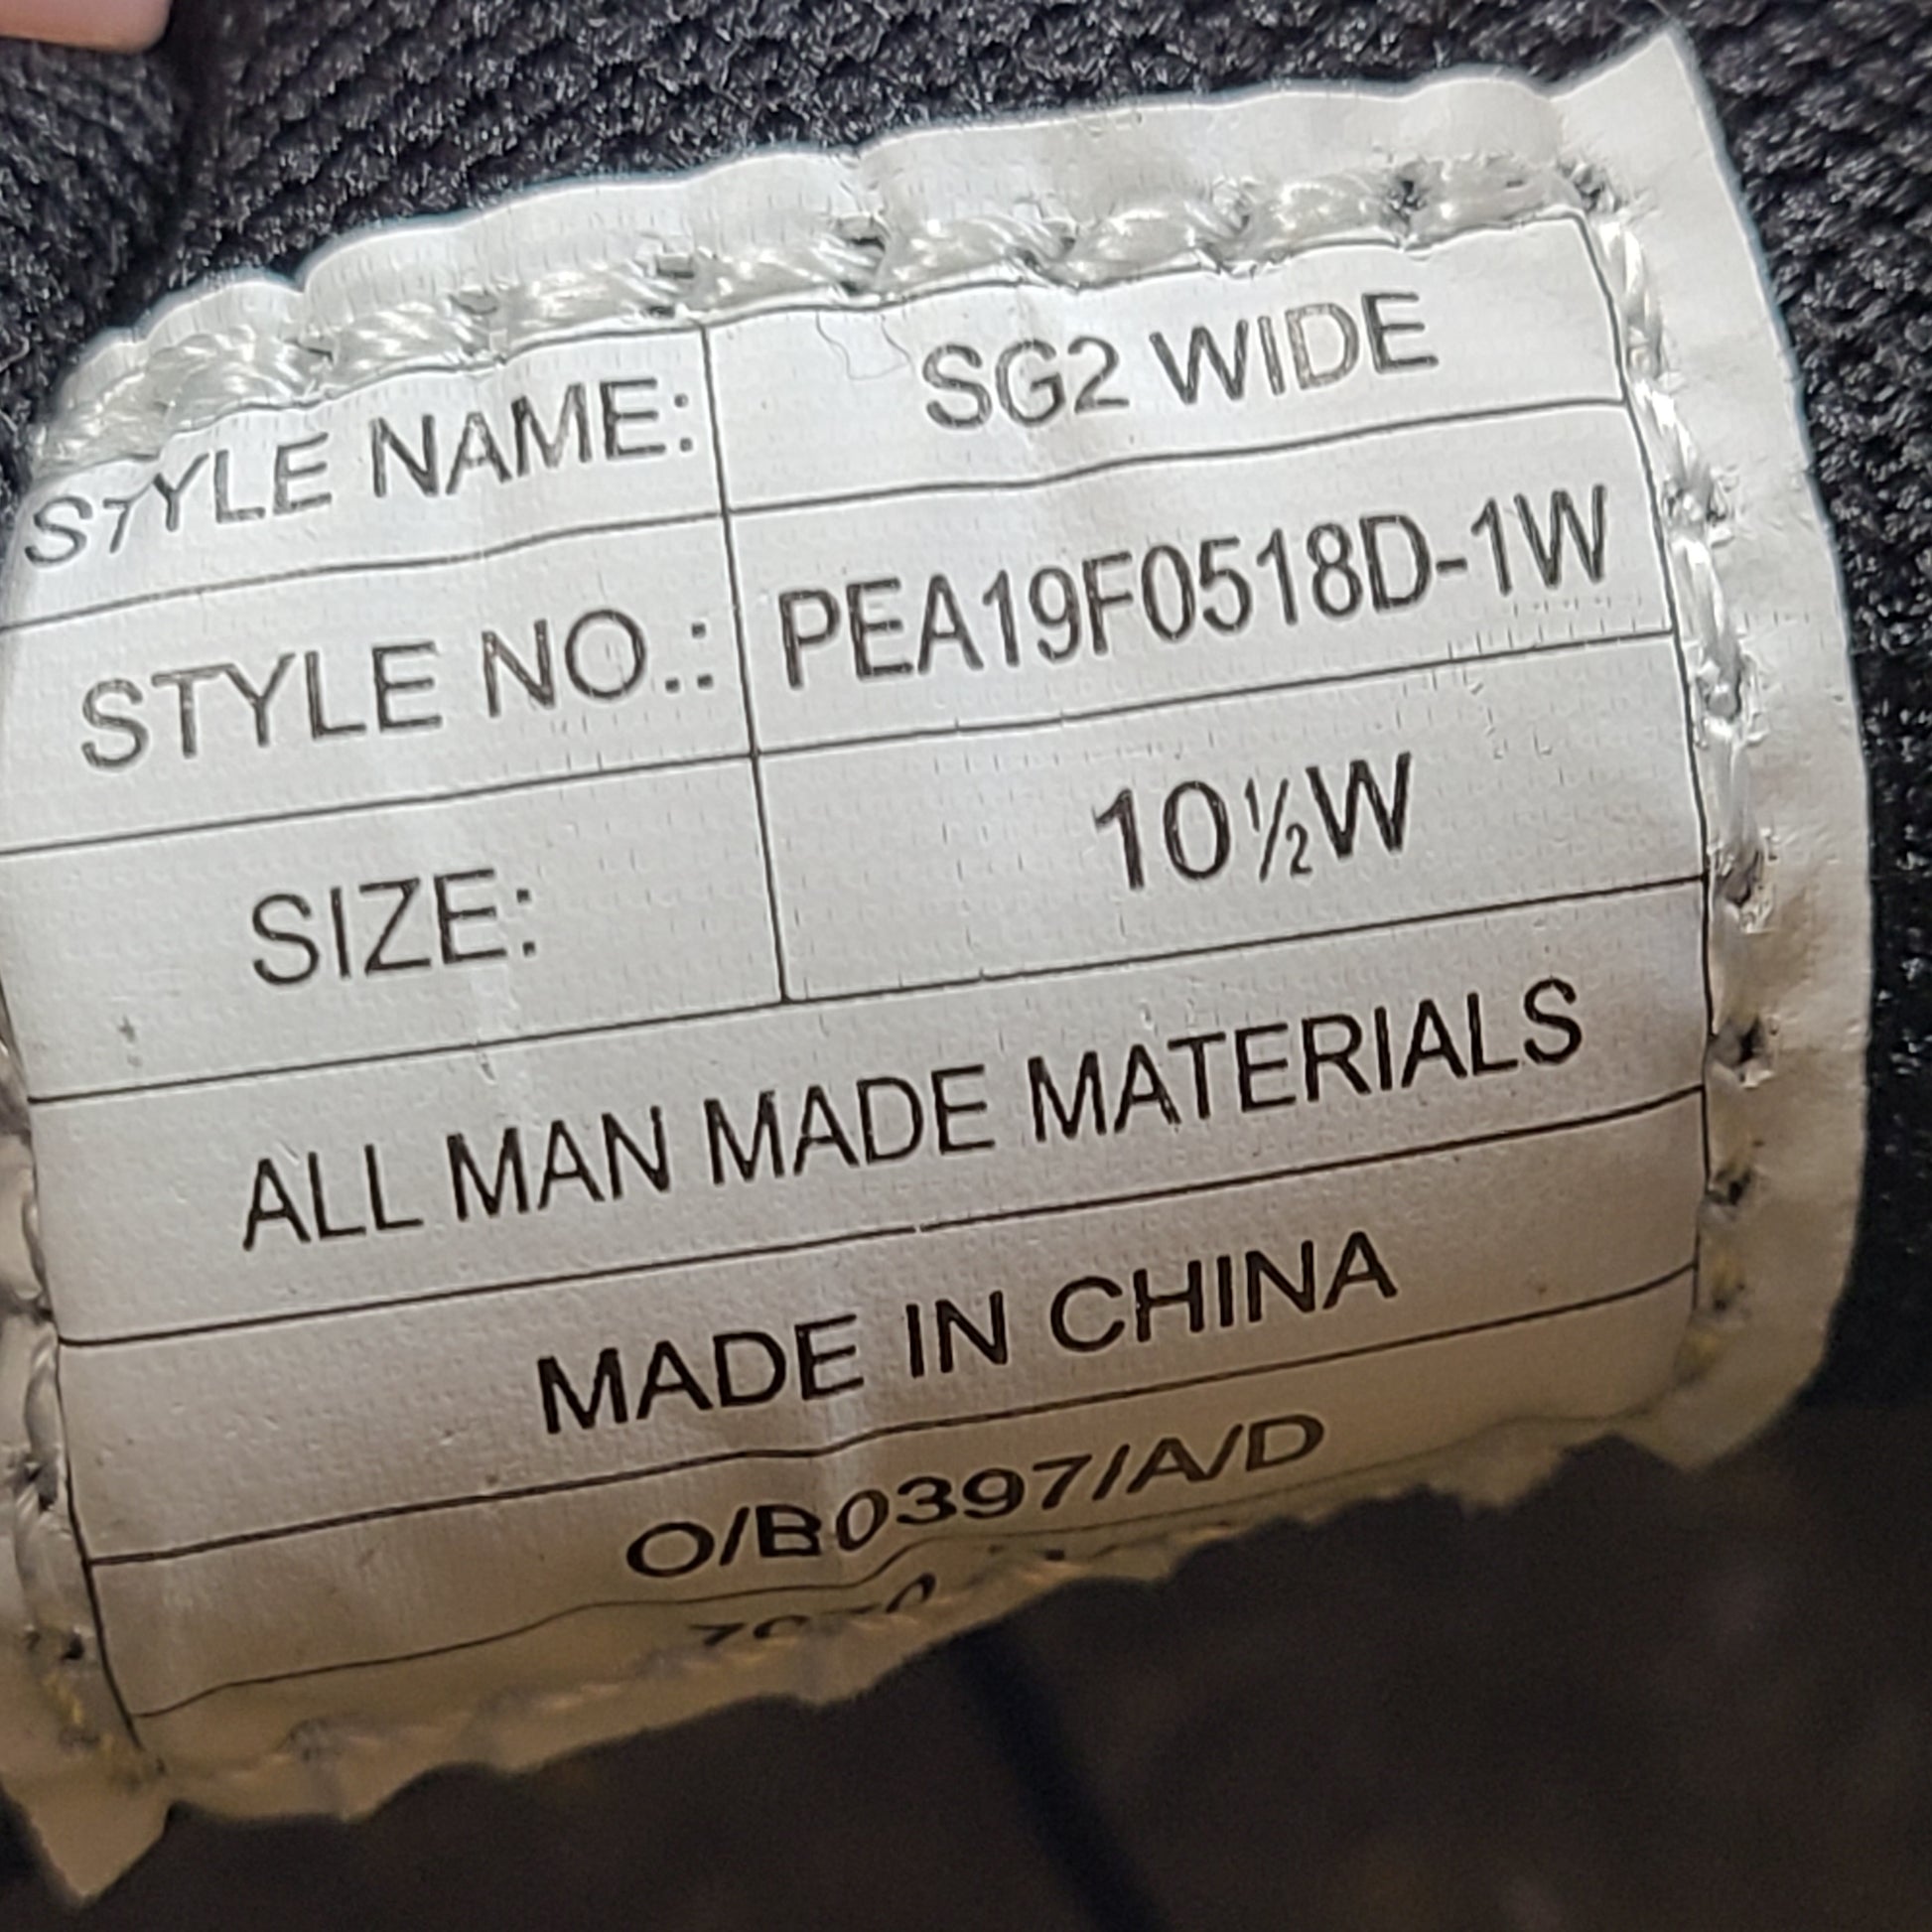 STYLE NAME: SG2 WIDE
STYLE NO.: PEA19F0518D-1W
SIZE: 10½W
ALL MAN MADE MATERIALS
MADE IN CHINA
O/B0397/A/D